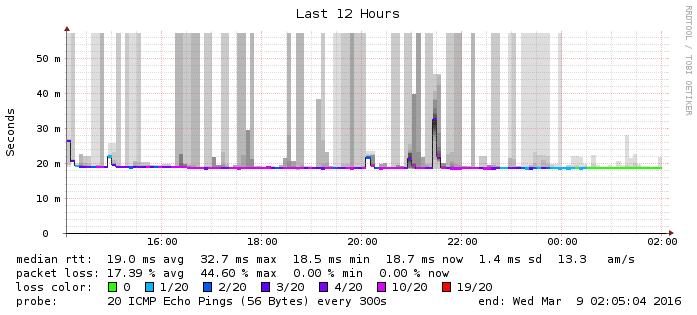 Last 12 Hours
RRDTOOL / TOBI OETIKER
Seconds
50 m
40 m
30 m
20 m
10 m
0
16:00 18:00 20:00 22:00 00:00 02:00
median rtt: 19.0 ms avg 32.7 ms max 18.5 ms min 18.7 ms now 1.4 ms sd 13.3 am/s
packet loss: 17.39 % avg 44.60 % max 0.00 % min 0.00 % now
loss color: 0 1/20 2/20 3/20 4/20 10/20 19/20
probe: 20 ICMP Echo Pings (56 Bytes) every 300s end: Wed Mar 9 02:05:04 2016